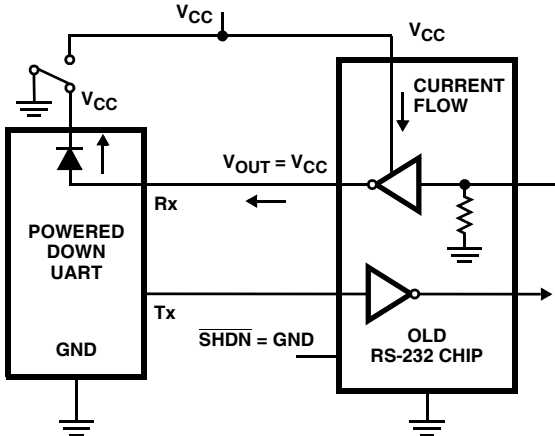 VCC
VCC
VCC
CURRENT
FLOW
VOUT = VCC
Rx
POWERED
DOWN
UART
Tx
SHDN = GND
GND
OLD
RS-232 CHIP